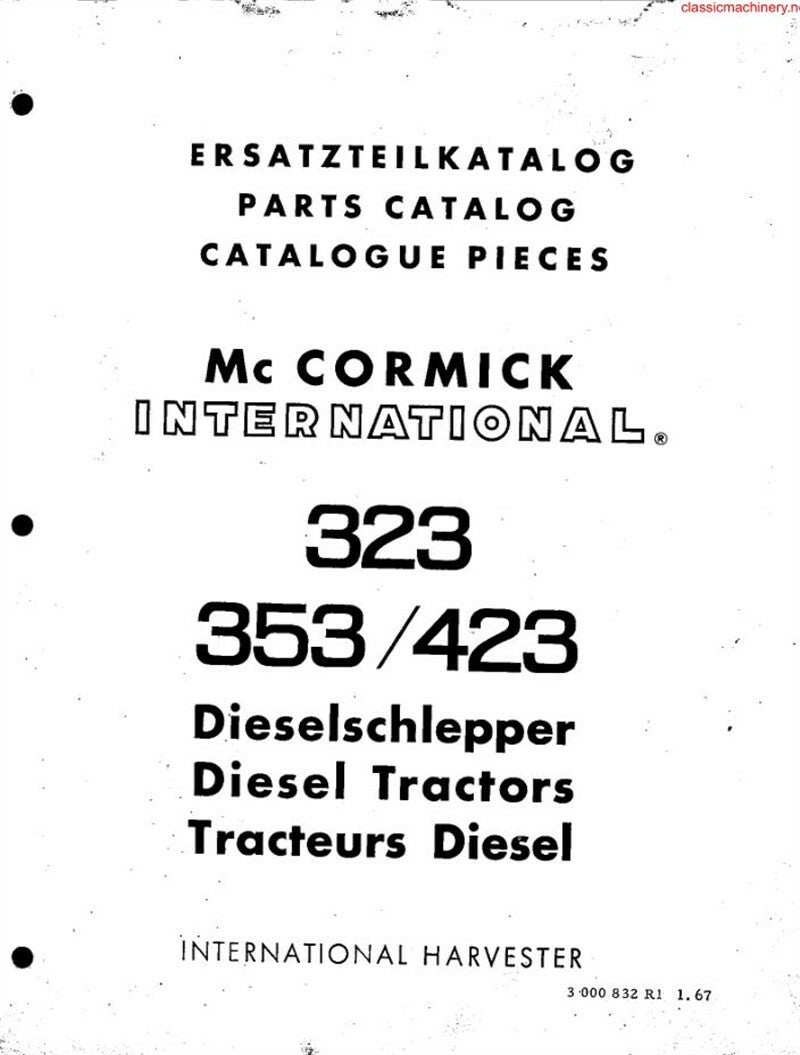 classicmachinery.ne
ERSATZTEILKATALOG
PARTS CATALOG
CATALOGUE PIECES
Mc CORMICK
INTERNATIONAL®
323
353/423
Dieselschlepper
Diesel Tractors
Tracteurs Diesel
INTERNATIONAL HARVESTER
3 000 832 R1 1.67